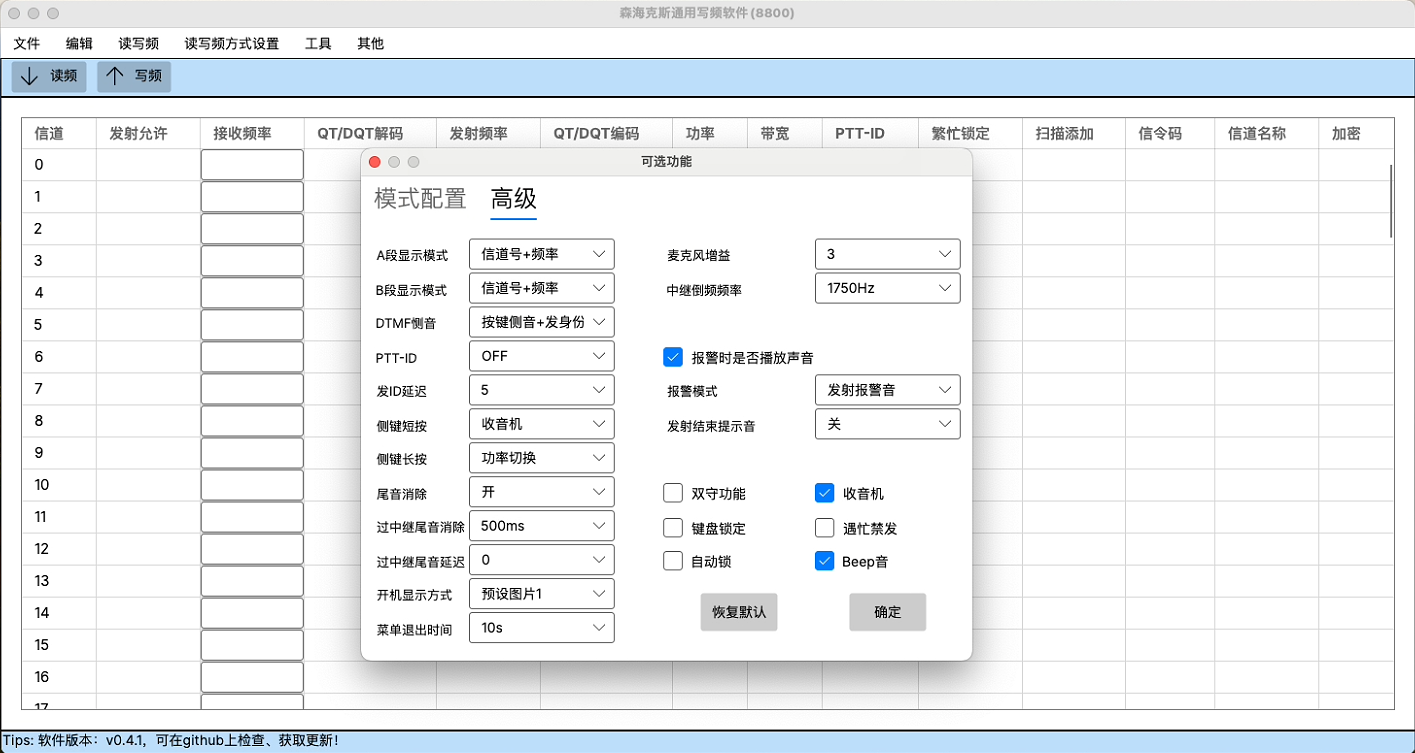 森海克斯通用写频软件(8800)
文件 编辑 读写频 读写频方式设置 工具 其他
读频 写频
信道 发射允许 接收频率 QT/DQT解码 发射频率 QT/DQT编码 功率 带宽 PTT-ID 繁忙锁定 扫描添加 信令码 信道名称 加密
0
1
2
3
4
5
6
7
8
9
10
11
12
13
14
15
16
17
可选功能
模式配置 高级
A段显示模式 信道号+频率 麦克风增益 3
B段显示模式 信道号+频率 中继倒频频率 1750Hz
DTMF恻音 按键侧音+发身份
PTT-ID OFF 报警时是否播放声音
发ID延迟 5 报警模式 发射报警音
侧键短按 收音机 发射结束提示音 关
侧键长按 功率切换
尾音消除 开 双守功能 收音机
过中继尾音消除 500ms 键盘锁定 遇忙禁发
过中继尾音延迟 0 自动锁 Beep音
开机显示方式 预设图片1 恢复默认 确定
菜单退出时间 10s
Tips: 软件版本：v0.4.1，可在github上检查、获取更新！